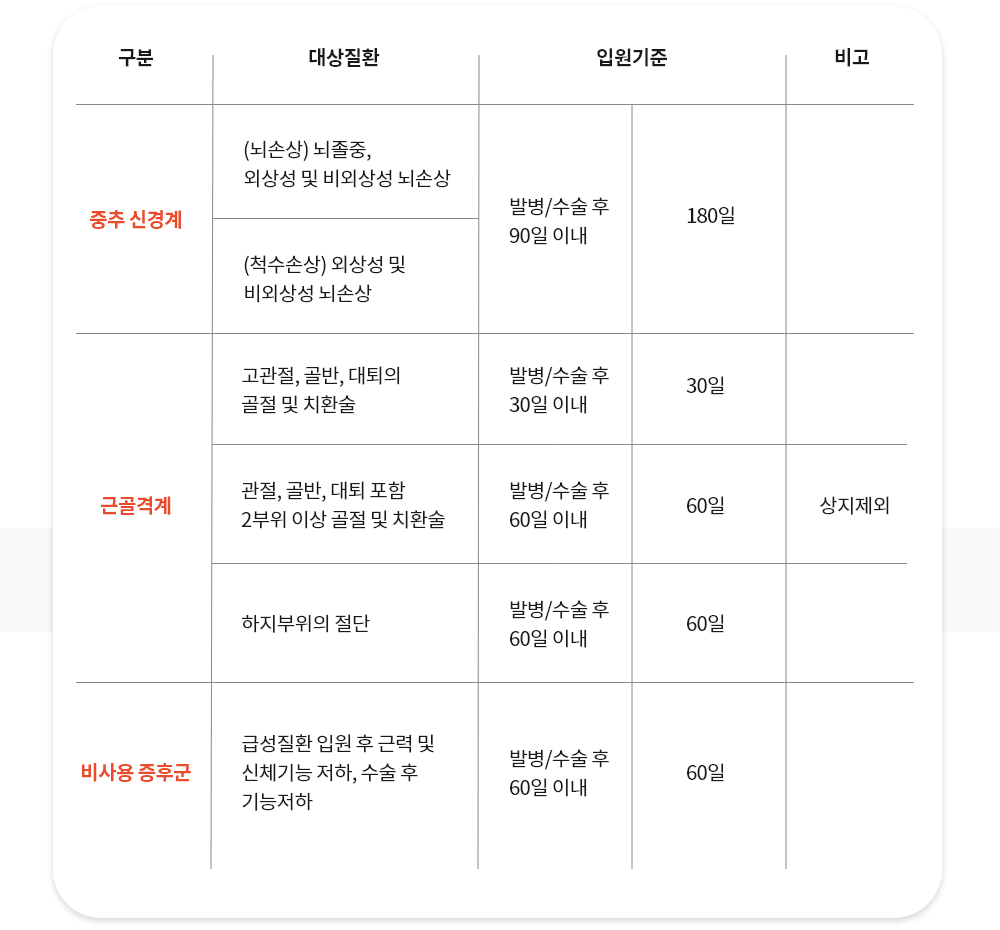 구분 대상질환 입원기준 비고
(뇌손상) 뇌졸중,
외상성 및 비외상성 뇌손상
중추 신경계
발병/수술 후
90일 이내
180일
(척수손상) 외상성 및
비외상성 뇌손상
고관절, 골반, 대퇴의
골절 및 치환술
발병/수술 후
30일 이내
30일
근골격계
관절, 골반, 대퇴 포함
2부위 이상 골절 및 치환술
발병/수술 후
60일 이내
60일
상지제외
하지부위의 절단
발병/수술 후
60일 이내
60일
비사용 증후군
급성질환 입원 후 근력 및
신체기능 저하, 수술 후
기능저하
발병/수술 후
60일 이내
60일